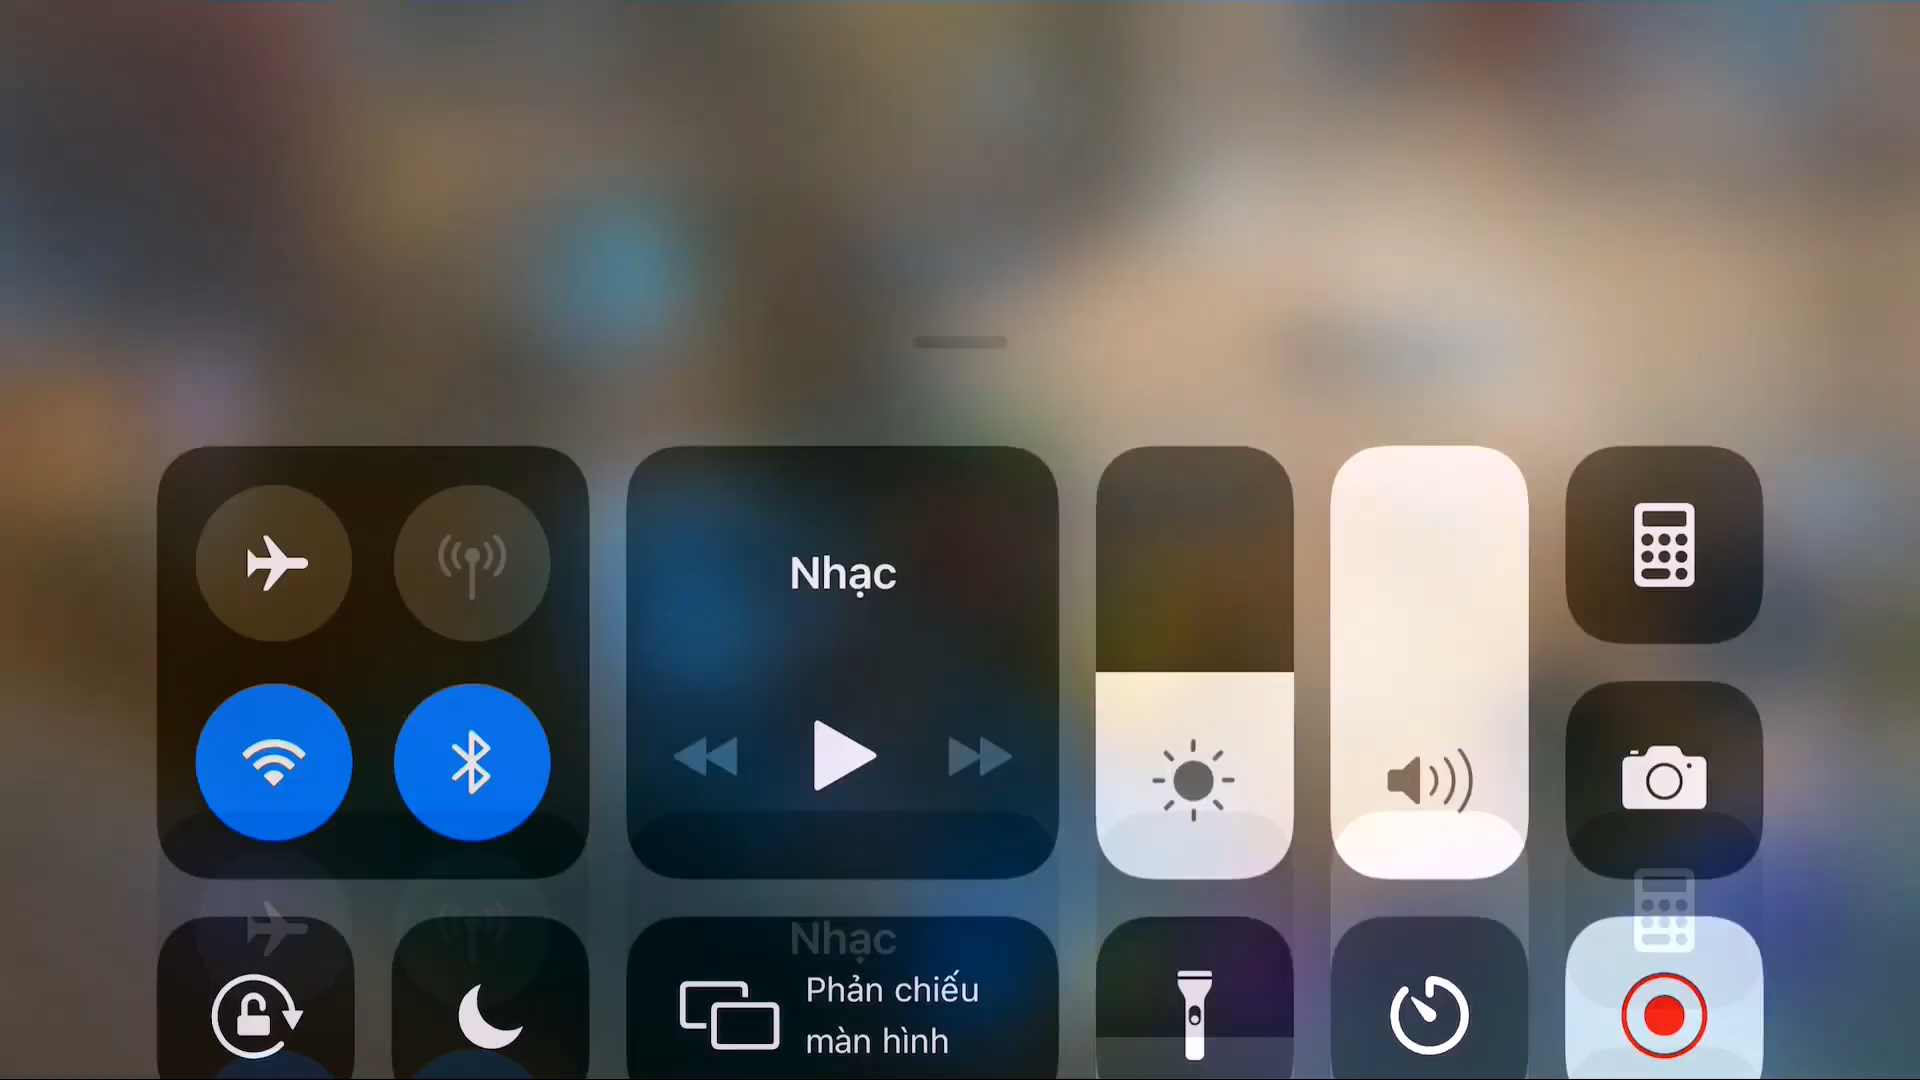 Nhạc
Nhạc
Phản chiếu
màn hình